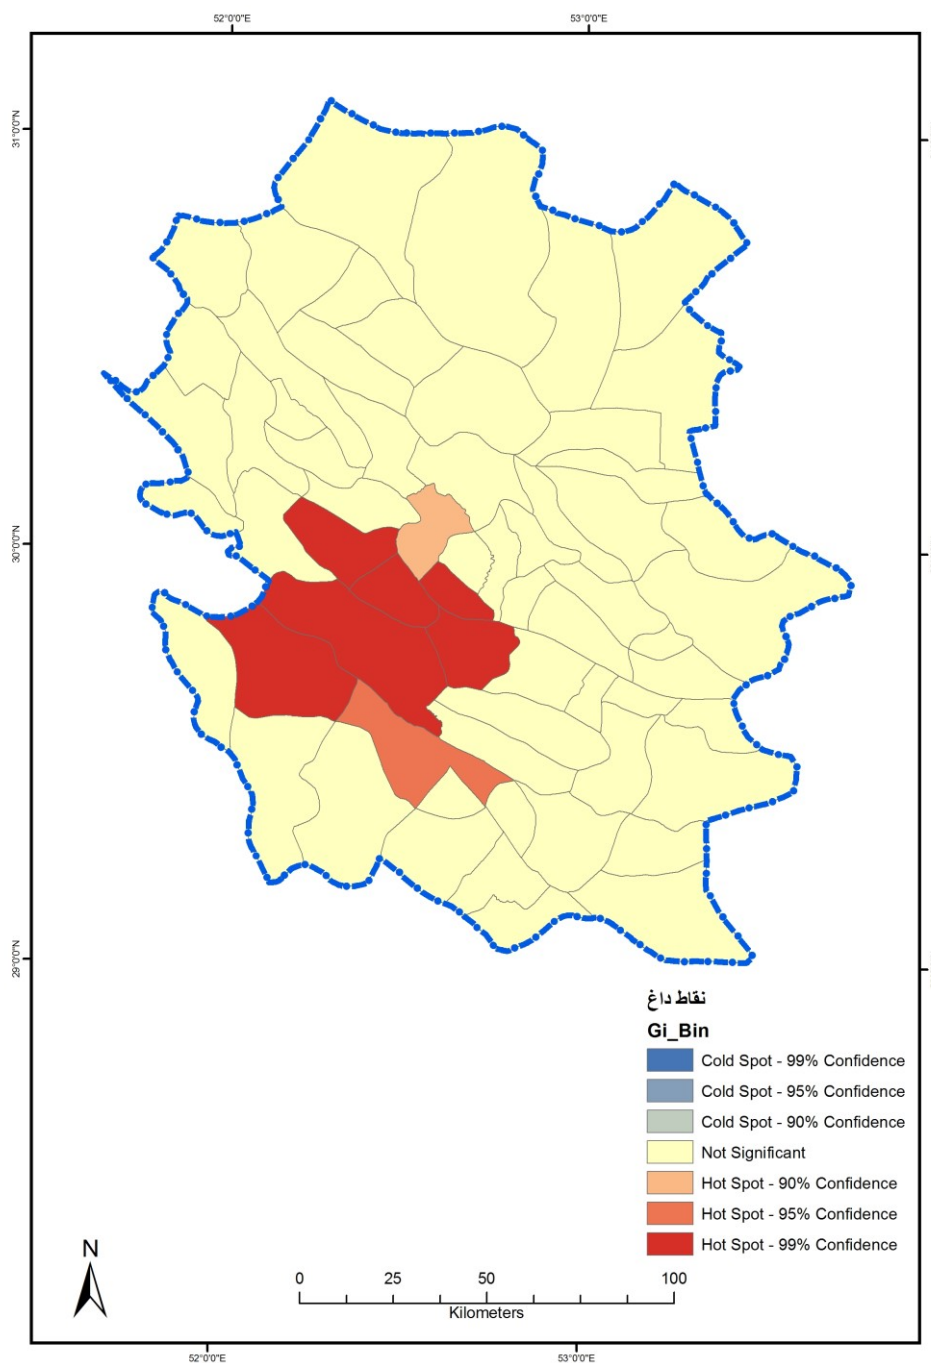 52°0'0"E 53°0'0"E
31°0'0"N
30°0'0"N
29°0'0"N
نقاط داغ
Gi_Bin
Cold Spot - 99% Confidence
Cold Spot - 95% Confidence
Cold Spot - 90% Confidence
Not Significant
Hot Spot - 90% Confidence
Hot Spot - 95% Confidence
Hot Spot - 99% Confidence
N
0 25 50 100
Kilometers
52°0'0"E 53°0'0"E